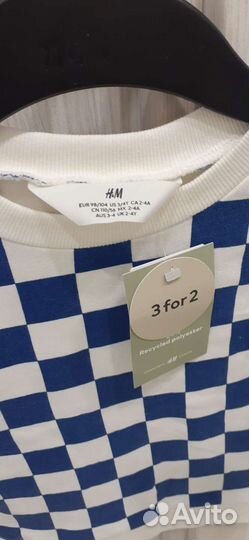 H&M
EUR 98/104 US 3/4T CA 2-4A
CN 110/56 MX 2-4A
AUS 3-4 UK 2-4Y
3 for 2
Recycled polyester
Avito